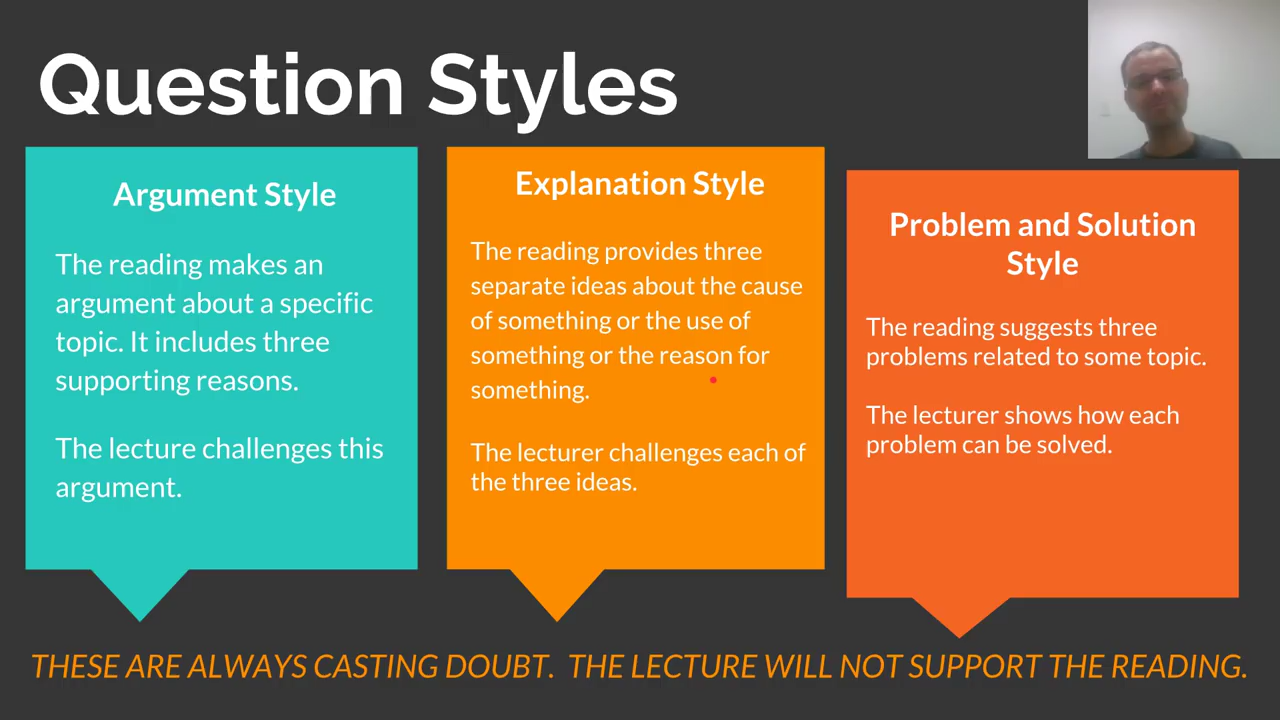 Question Styles
Argument Style
The reading makes an
argument about a specific
topic. It includes three
supporting reasons.
The lecture challenges this
argument.
Explanation Style
The reading provides three
separate ideas about the cause
of something or the use of
something or the reason for
something.
The lecturer challenges each of
the three ideas.
Problem and Solution
Style
The reading suggests three
problems related to some topic.
The lecturer shows how each
problem can be solved.
THESE ARE ALWAYS CASTING DOUBT.  THE LECTURE WILL NOT SUPPORT THE READING.